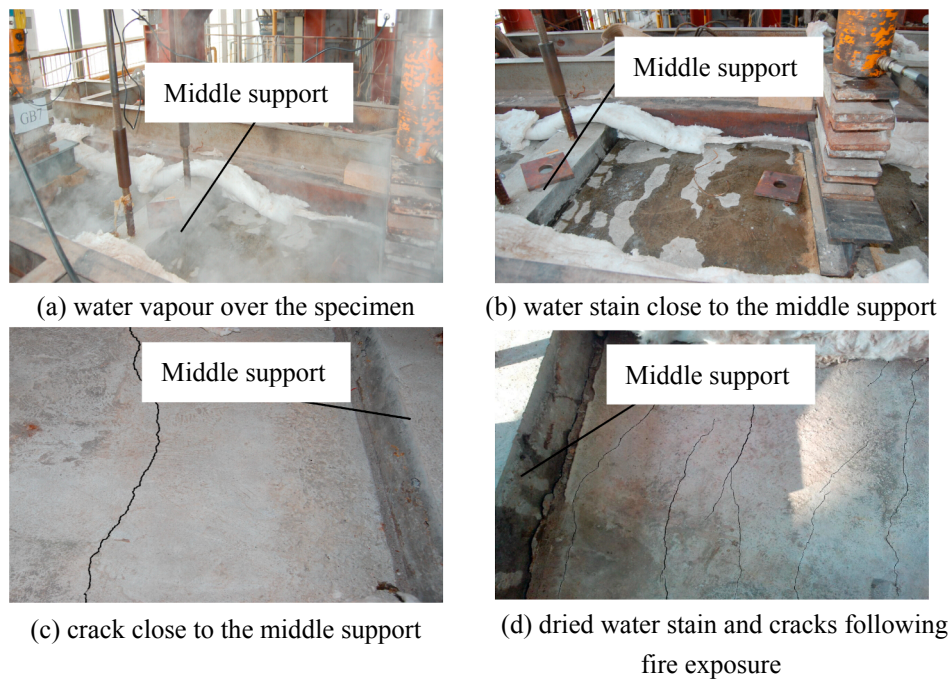 Middle support
GB7
(a) water vapour over the specimen
Middle support
(b) water stain close to the middle support
Middle support
(c) crack close to the middle support
Middle support
(d) dried water stain and cracks following
fire exposure